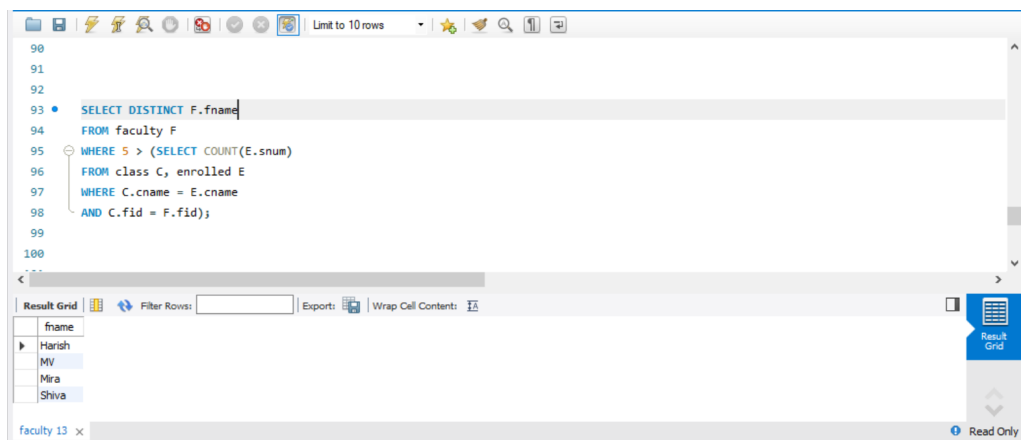 Limit to 10 rows
90
91
92
93 SELECT DISTINCT F.fname
94 FROM faculty F
95 WHERE 5 > (SELECT COUNT(E.snum)
96 FROM class C, enrolled E
97 WHERE C.cname = E.cname
98 AND C.fid = F.fid);
99
100
Result Grid Filter Rows: Export: Wrap Cell Content:
fname
Harish
MV
Mira
Shiva
Result
Grid
faculty 13 Read Only